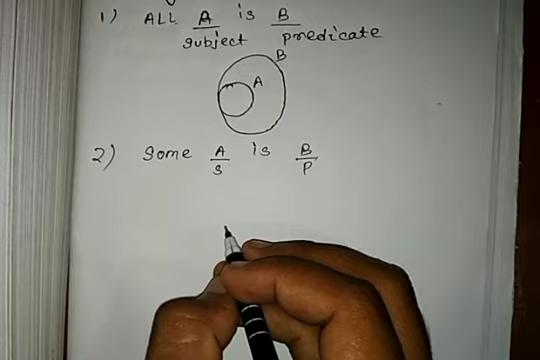 1) ALL A is B
subject predicate
B
A
2) Some A is B
S P